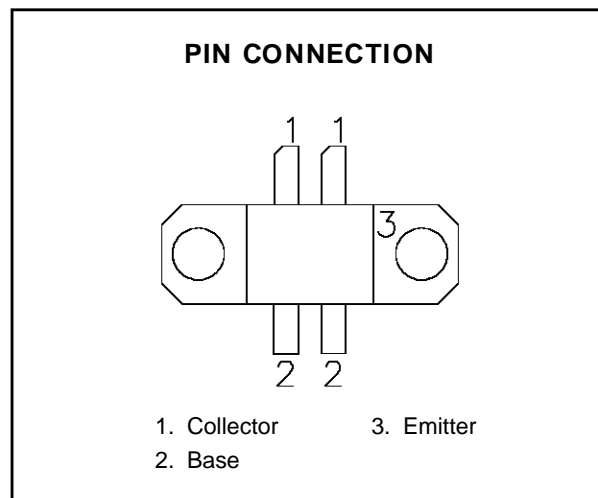 PIN CONNECTION
1 1
3
2 2
1. Collector 3. Emitter
2. Base